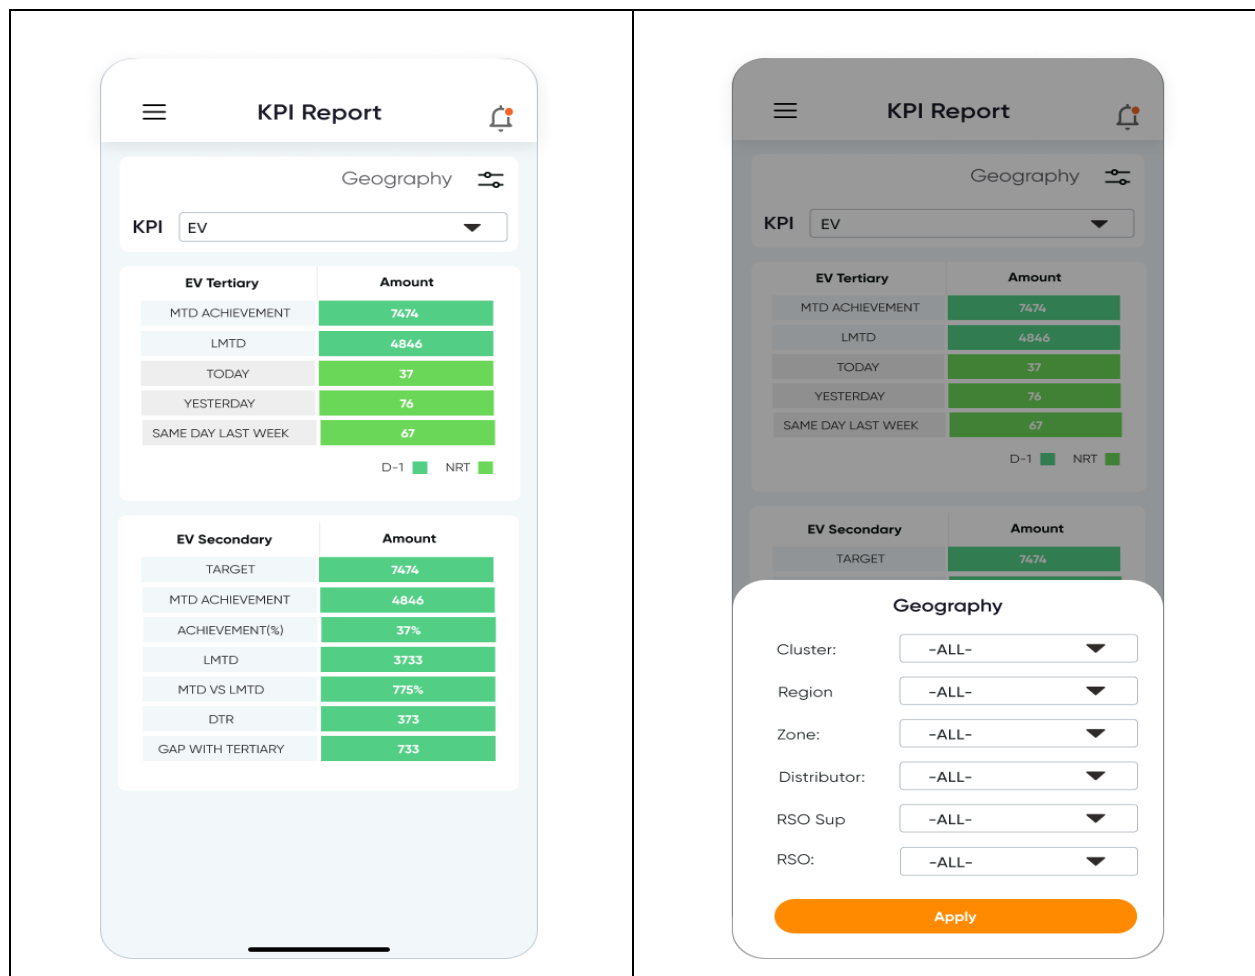 KPI Report
Geography
KPI EV
EV Tertiary Amount
MTD ACHIEVEMENT 7474
LMTD 4846
TODAY 37
YESTERDAY 76
SAME DAY LAST WEEK 67
D-1 NRT
EV Secondary Amount
TARGET 7474
MTD ACHIEVEMENT 4846
ACHIEVEMENT(%) 37%
LMTD 3733
MTD VS LMTD 775%
DTR 373
GAP WITH TERTIARY 733
KPI Report
Geography
KPI EV
EV Tertiary Amount
MTD ACHIEVEMENT 7474
LMTD 4846
TODAY 37
YESTERDAY 76
SAME DAY LAST WEEK 67
D-1 NRT
EV Secondary Amount
TARGET 7474
Geography
Cluster: -ALL-
Region -ALL-
Zone: -ALL-
Distributor: -ALL-
RSO Sup -ALL-
RSO: -ALL-
Apply